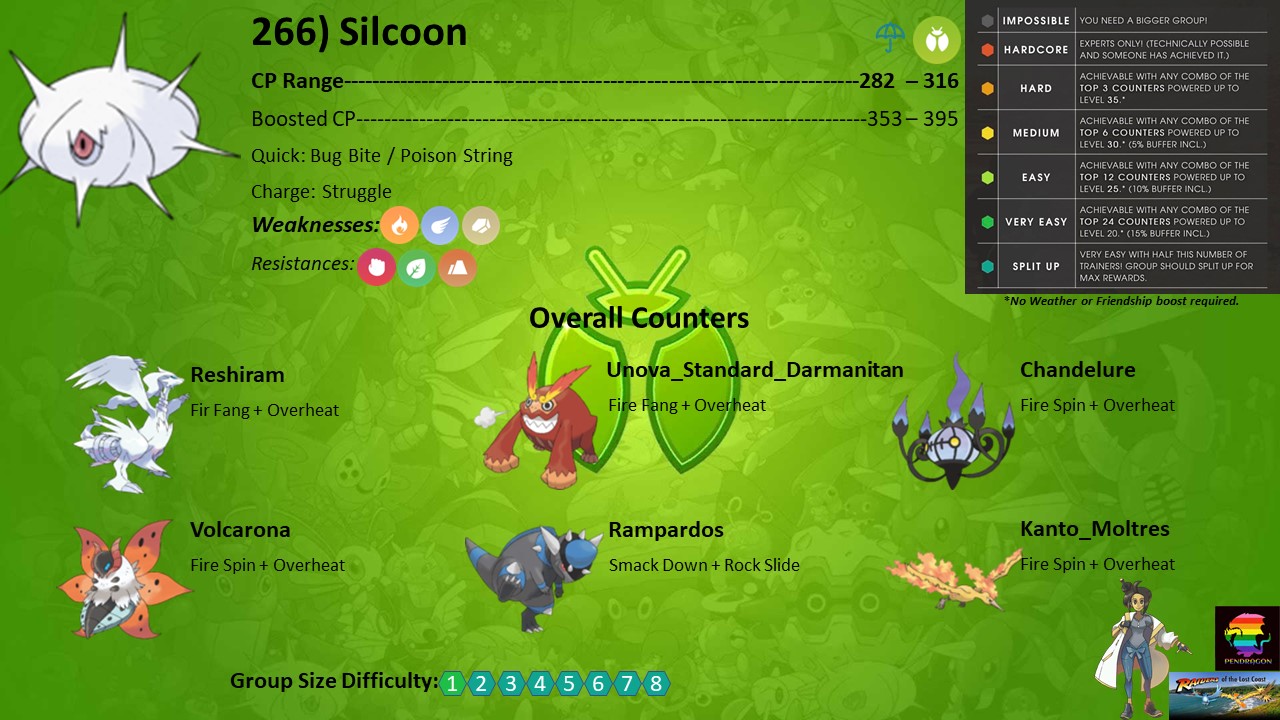 266) Silcoon
CP Range-------------------------------------------------------------------------282 – 316
Boosted CP-------------------------------------------------------------------------353 – 395
Quick: Bug Bite / Poison String
Charge: Struggle
Weaknesses:
Resistances:
IMPOSSIBLE YOU NEED A BIGGER GROUP!
HARDCORE EXPERTS ONLY! (TECHNICALLY POSSIBLE
AND SOMEONE HAS ACHIEVED IT.)
HARD ACHIEVABLE WITH ANY COMBO OF THE
TOP 3 COUNTERS POWERED UP TO
LEVEL 35.*
MEDIUM ACHIEVABLE WITH ANY COMBO OF THE
TOP 6 COUNTERS POWERED UP TO
LEVEL 30.* (5% BUFFER INCL.)
EASY ACHIEVABLE WITH ANY COMBO OF THE
TOP 12 COUNTERS POWERED UP TO
LEVEL 25.* (10% BUFFER INCL.)
VERY EASY ACHIEVABLE WITH ANY COMBO OF THE
TOP 24 COUNTERS POWERED UP TO
LEVEL 20.* (15% BUFFER INCL.)
SPLIT UP VERY EASY WITH HALF THIS NUMBER OF
TRAINERS! GROUP SHOULD SPLIT UP FOR
MAX REWARDS.
*No Weather or Friendship boost required.
Overall Counters
Reshiram
Fir Fang + Overheat
Unova_Standard_Darmanitan
Fire Fang + Overheat
Chandelure
Fire Spin + Overheat
Volcarona
Fire Spin + Overheat
Rampardos
Smack Down + Rock Slide
Kanto_Moltres
Fire Spin + Overheat
Group Size Difficulty: 1 2 3 4 5 6 7 8
PENDRAGON
RAIDERS of the Lost Coast